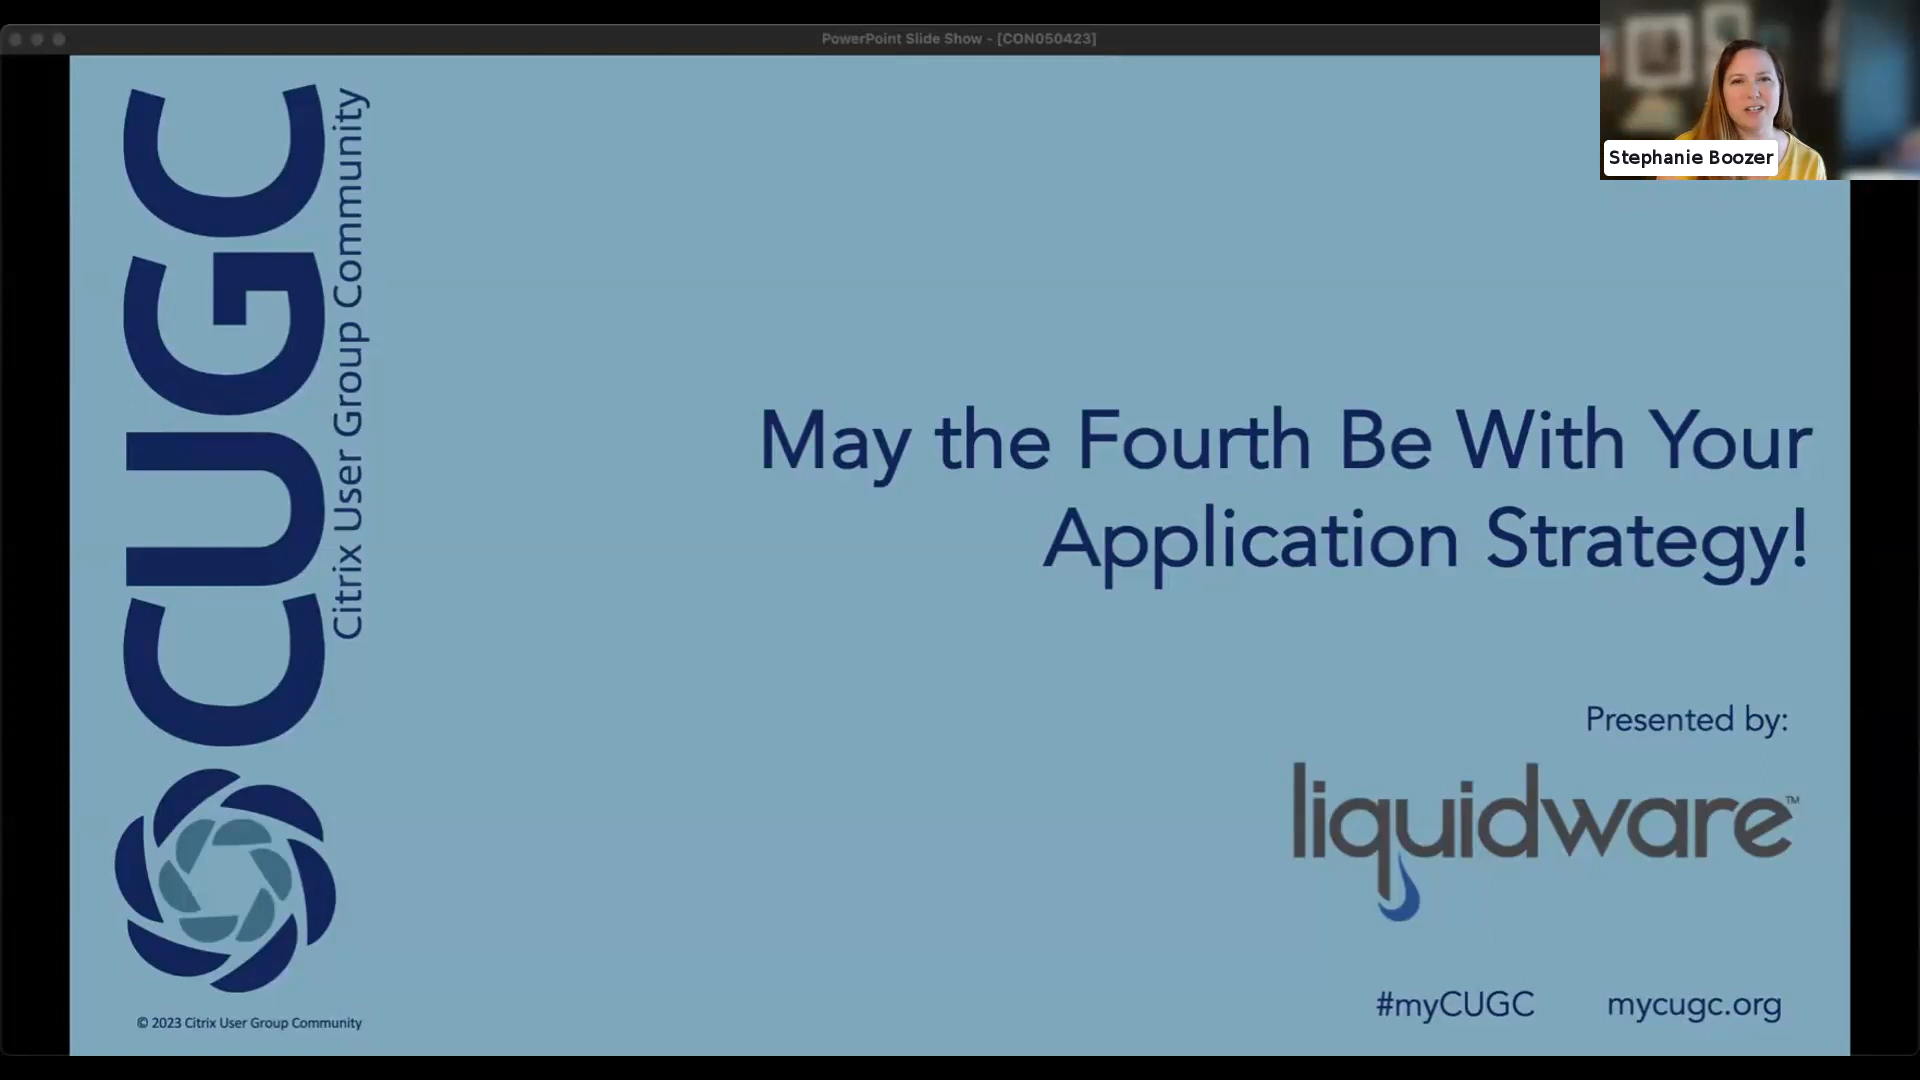 PowerPoint Slide Show - [CON050423]
Stephanie Boozer
CUGC
Citrix User Group Community
May the Fourth Be With Your
Application Strategy!
Presented by:
liquidware™
#myCUGC
mycugc.org
© 2023 Citrix User Group Community